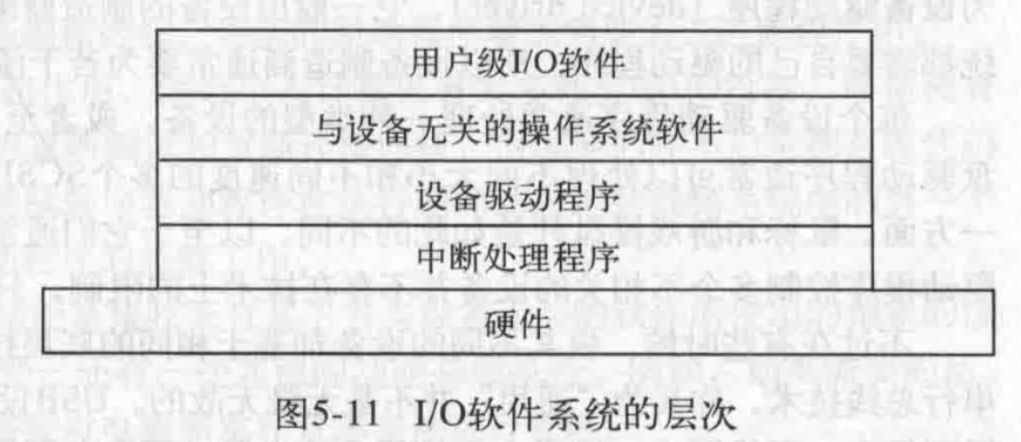 用户级I/O软件
与设备无关的操作系统软件
设备驱动程序
中断处理程序
硬件
图5-11 I/O软件系统的层次